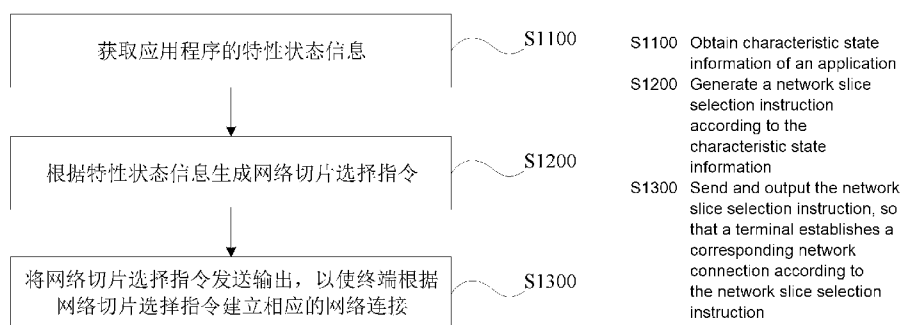 获取应用程序的特性状态信息
S1100
根据特性状态信息生成网络切片选择指令
S1200
将网络切片选择指令发送输出，以使终端根据
网络切片选择指令建立相应的网络连接
S1300
S1100 Obtain characteristic state
information of an application
S1200 Generate a network slice
selection instruction
according to the
characteristic state
information
S1300 Send and output the network
slice selection instruction, so
that a terminal establishes a
corresponding network
connection according to
the network slice selection
instruction